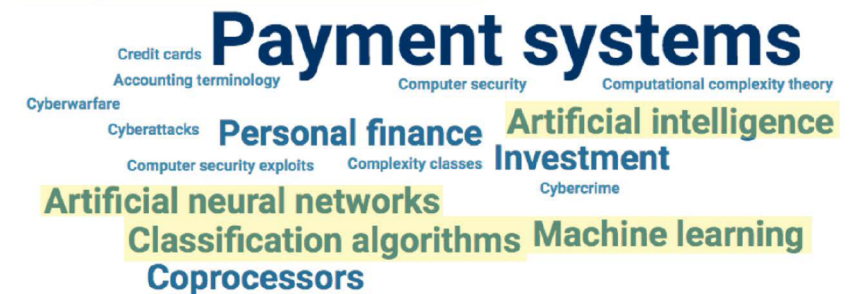 Payment systems
Credit cards
Accounting terminology
Computer security
Computational complexity theory
Cyberwarfare
Cyberattacks
Personal finance
Artificial intelligence
Computer security exploits
Complexity classes
Investment
Cybercrime
Artificial neural networks
Classification algorithms
Machine learning
Coprocessors